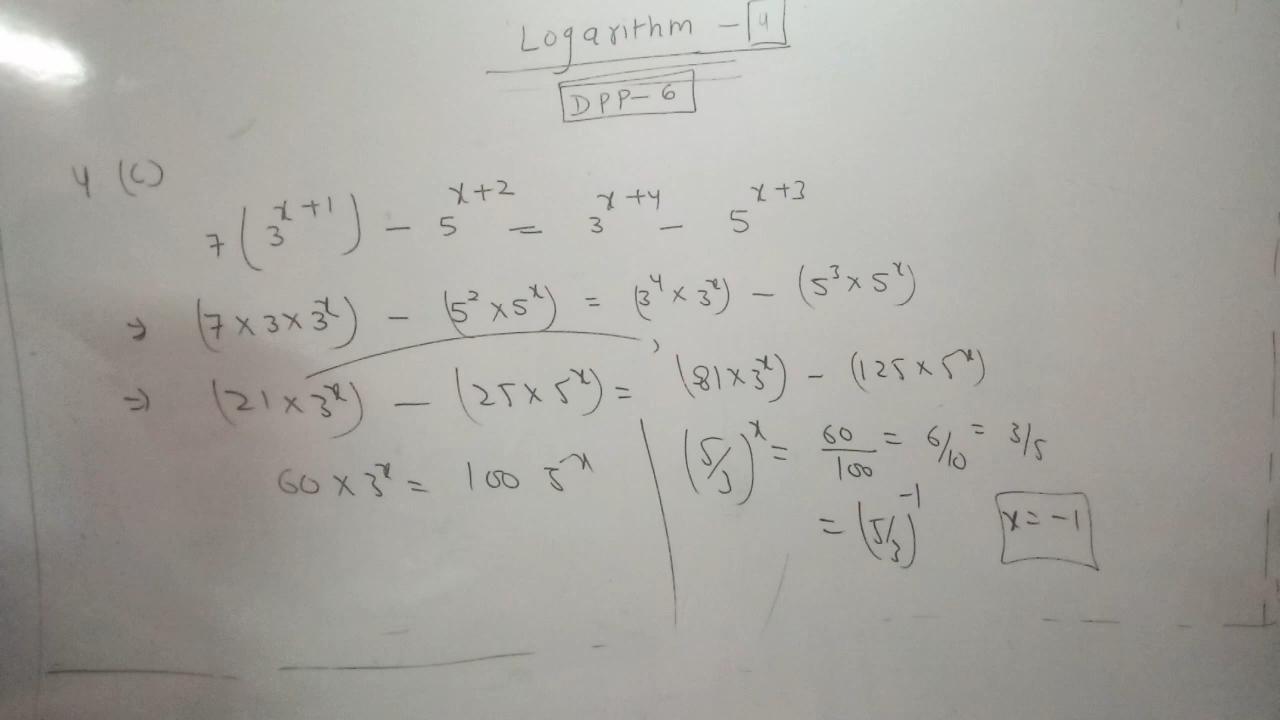 Logarithm - 4
DPP-6
4 (C)
7(3^{x+1}) - 5^{x+2} = 3^{x+4} - 5^{x+3}
⇒ (7×3×3^x) - (5^2×5^x) = (3^4×3^x) - (5^3×5^x)
⇒ (21×3^x) - (25×5^x) = (81×3^x) - (125×5^x)
60×3^x = 100 5^x
(5/3)^x = 60/100 = 6/10 = 3/5
= (5/3)^{-1}
x = -1